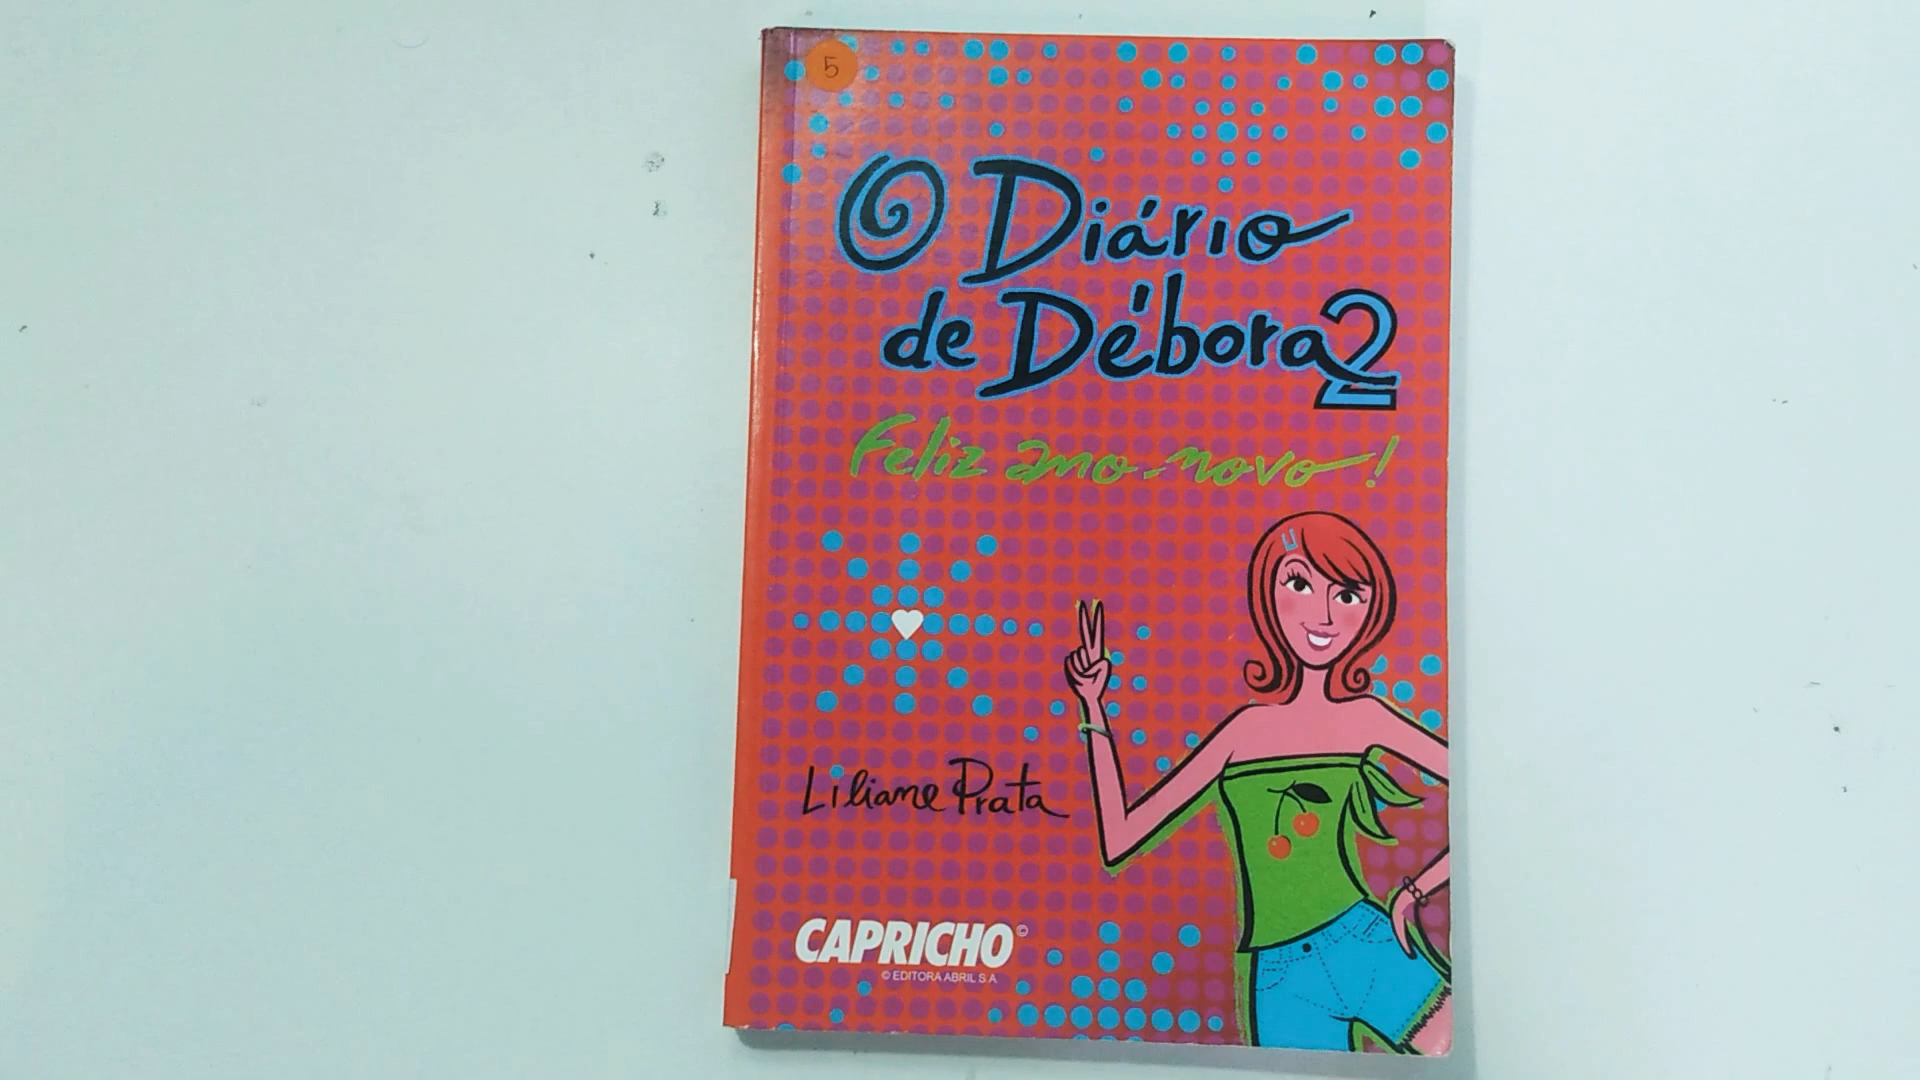 5
O Diário
de Débora 2
Feliz ano-novo!
Liliane Prata
CAPRICHO©
© EDITORA ABRIL S.A